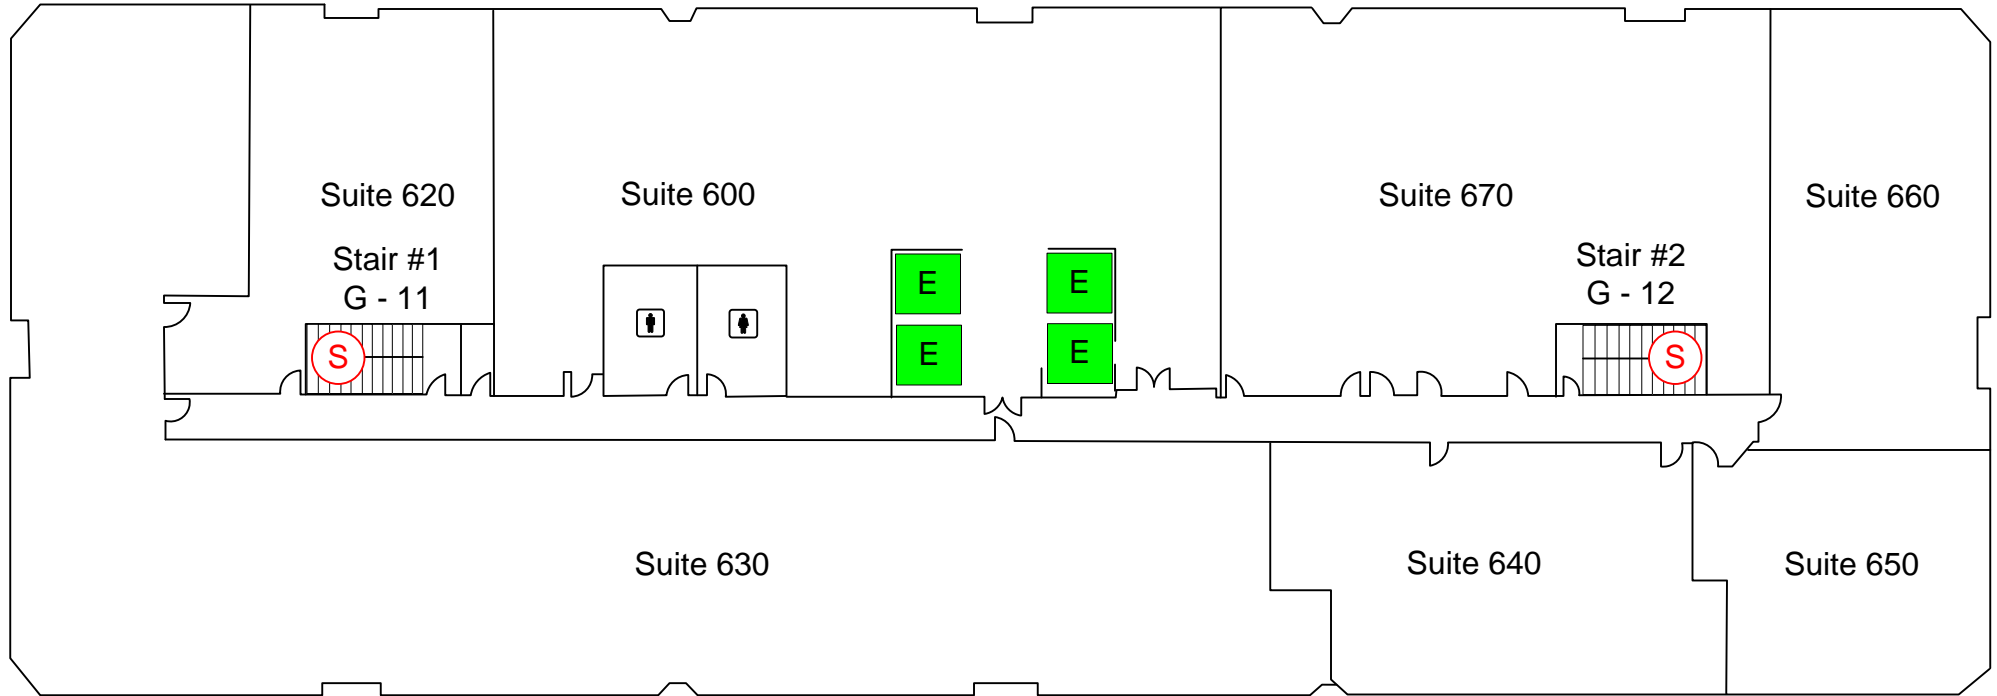 Suite 620
Suite 600
Suite 670
Suite 660
Stair #1
G - 11
Stair #2
G - 12
E
E
E
E
S
S
Suite 630
Suite 640
Suite 650